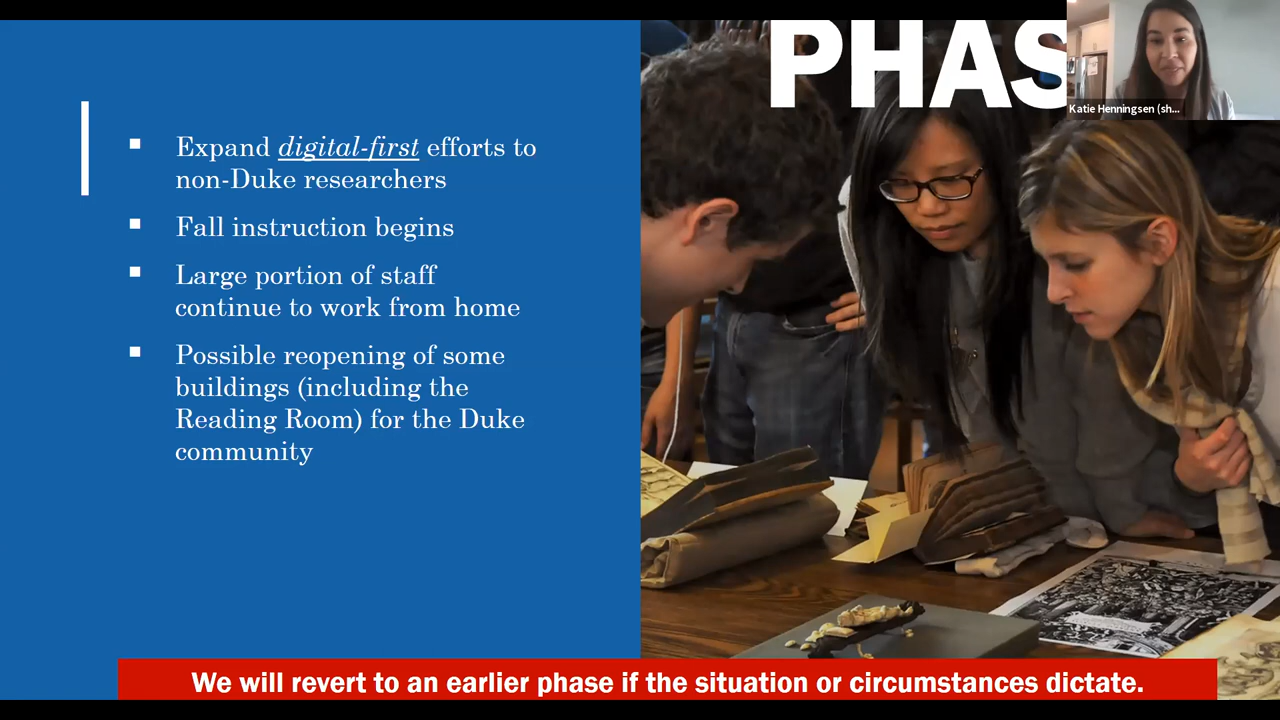 PHAS
Katie Henningsen (sh...
▪ Expand digital-first efforts to
non-Duke researchers
▪ Fall instruction begins
▪ Large portion of staff
continue to work from home
▪ Possible reopening of some
buildings (including the
Reading Room) for the Duke
community
We will revert to an earlier phase if the situation or circumstances dictate.